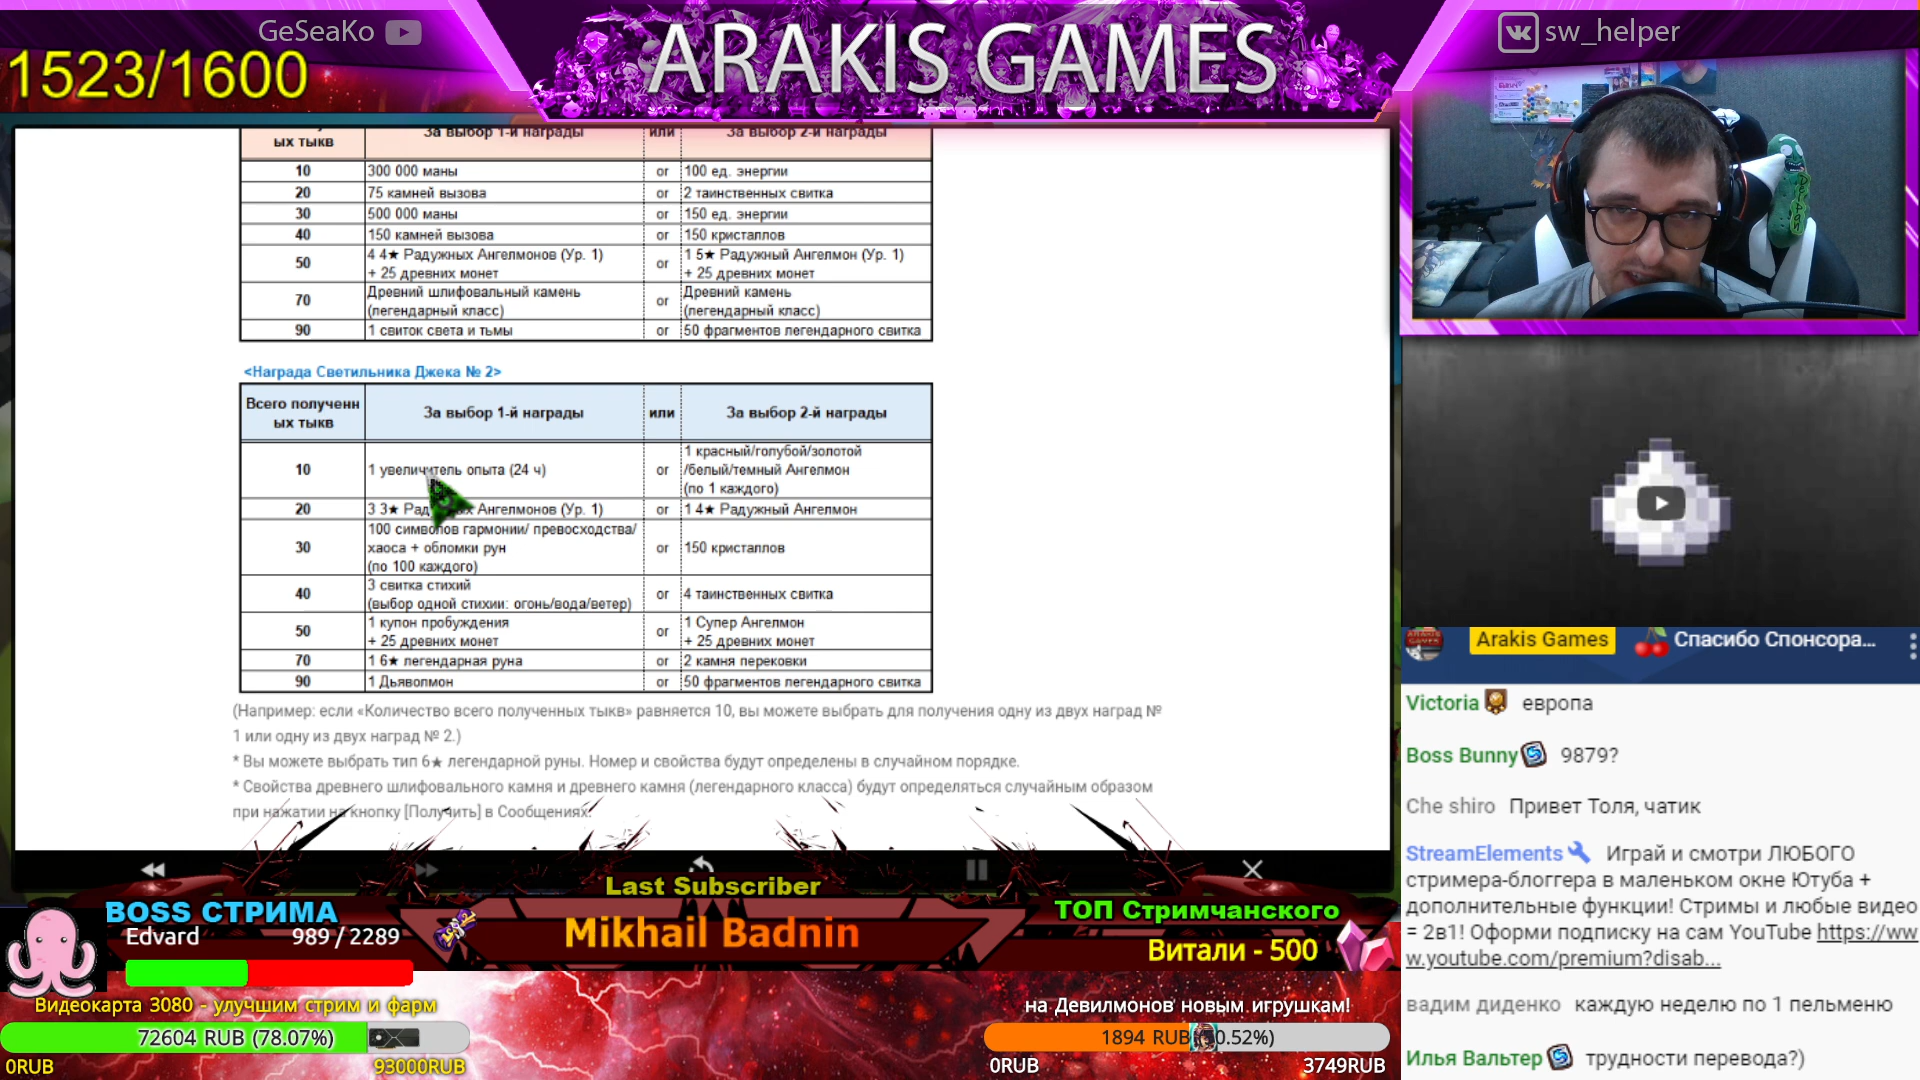 GeSeaKo
1523/1600
ARAKIS GAMES
sw_helper
ых тыкв За выбор 1-й награды или За выбор 2-й награды
10 300 000 маны or 100 ед. энергии
20 75 камней вызова or 2 таинственных свитка
30 500 000 маны or 150 ед. энергии
40 150 камней вызова or 150 кристаллов
50 4 4★ Радужных Ангелмонов (Ур. 1) or 1 5★ Радужный Ангелмон (Ур. 1)
+ 25 древних монет + 25 древних монет
70 Древний шлифовальный камень or Древний камень
(легендарный класс) (легендарный класс)
90 1 свиток света и тьмы or 50 фрагментов легендарного свитка
<Награда Светильника Джека № 2>
Всего полученн
ых тыкв За выбор 1-й награды или За выбор 2-й награды
10 1 увеличитель опыта (24 ч) or 1 красный/голубой/золотой
/белый/темный Ангелмон
(по 1 каждого)
20 3 3★ Ангелмонов (Ур. 1) or 1 4★ Радужный Ангелмон
30 100 символов гармонии/ превосходства/
хаоса + обломки рун
(по 100 каждого) or 150 кристаллов
40 3 свитка стихий
(выбор одной стихии: огонь/вода/ветер) or 4 таинственных свитка
50 1 купон пробуждения or 1 Супер Ангелмон
+ 25 древних монет + 25 древних монет
70 1 6★ легендарная руна or 2 камня перековки
90 1 Дьяволмон or 50 фрагментов легендарного свитка
(Например: если «Количество всего полученных тыкв» равняется 10, вы можете выбрать для получения одну из двух наград №
1 или одну из двух наград № 2.)
* Вы можете выбрать тип 6★ легендарной руны. Номер и свойства будут определены в случайном порядке.
* Свойства древнего шлифовального камня и древнего камня (легендарного класса) будут определяться случайным образом
при нажатии на кнопку [Получить] в Сообщениях.
BOSS СТРИМА
Edvard 989 / 2289
Видеокарта 3080 - улучшим стрим и фарм
72604 RUB (78.07%)
0RUB 93000RUB
Last Subscriber
Mikhail Badnin
ТОП Стримчанского
Витали - 500
на Девилмонов новым игрушкам!
1894 RUB 0.52%)
0RUB 3749RUB
Arakis Games Спасибо Спонсора...
Victoria европа
Boss Bunny 9879?
Che shiro Привет Толя, чатик
StreamElements Играй и смотри ЛЮБОГО
стримера-блоггера в маленьком окне Ютуба +
дополнительные функции! Стримы и любые видео
= 2в1! Оформи подписку на сам YouTube https://ww
w.youtube.com/premium?disab...
вадим диденко каждую неделю по 1 пельменю
Илья Вальтер трудности перевода?)